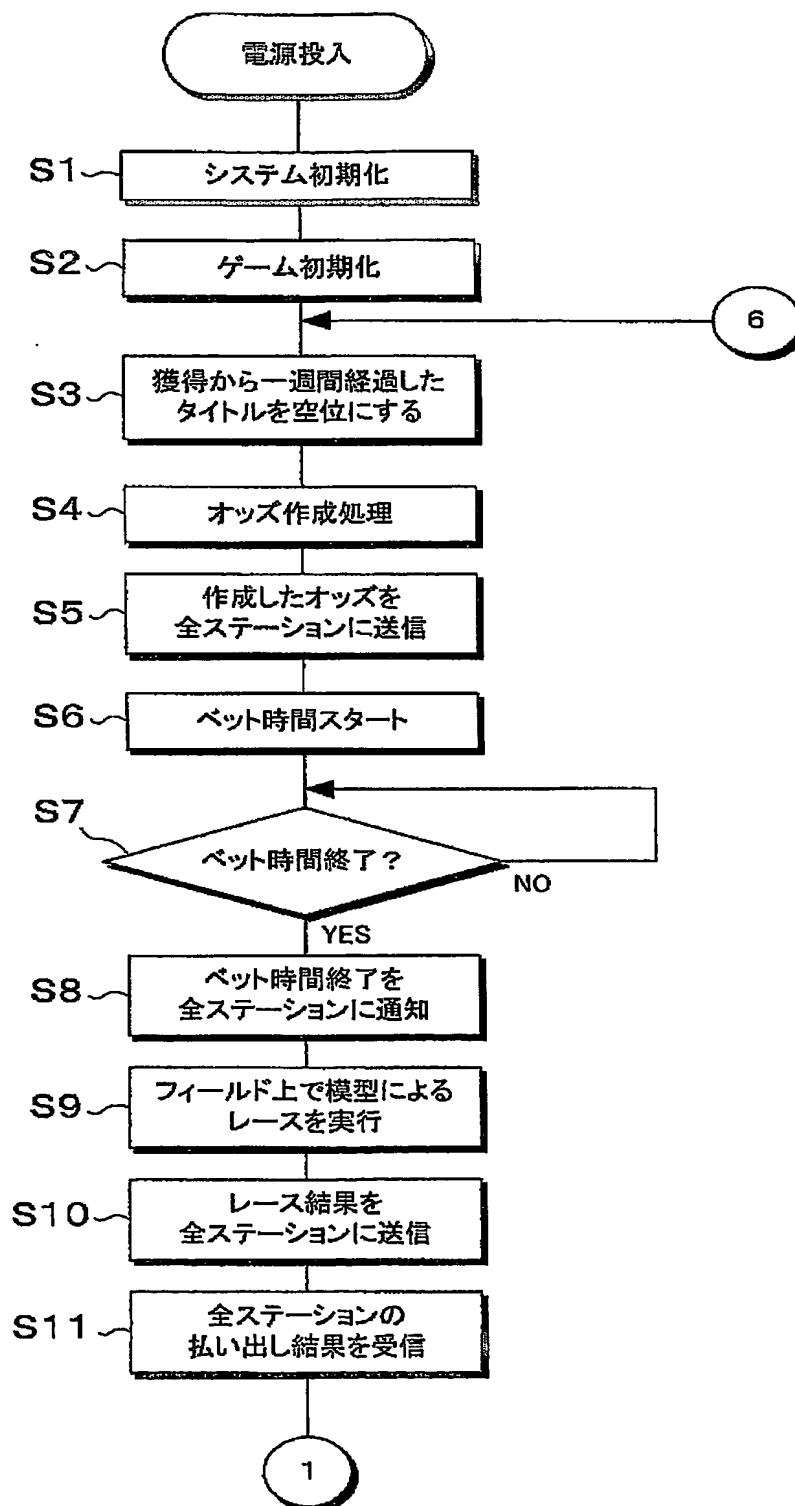 電源投入
S1
システム初期化
S2
ゲーム初期化
6
S3
獲得から一週間経過した
タイトルを空位にする
S4
オッズ作成処理
S5
作成したオッズを
全ステーションに送信
S6
ベット時間スタート
S7
ベット時間終了?
NO
YES
S8
ベット時間終了を
全ステーションに通知
S9
フィールド上で模型による
レースを実行
S10
レース結果を
全ステーションに送信
S11
全ステーションの
払い出し結果を受信
1